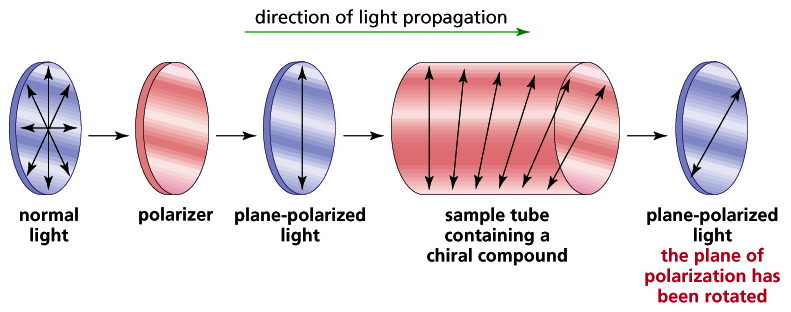 direction of light propagation
normal
light
polarizer
plane-polarized
light
sample tube
containing a
chiral compound
plane-polarized
light
the plane of
polarization has
been rotated